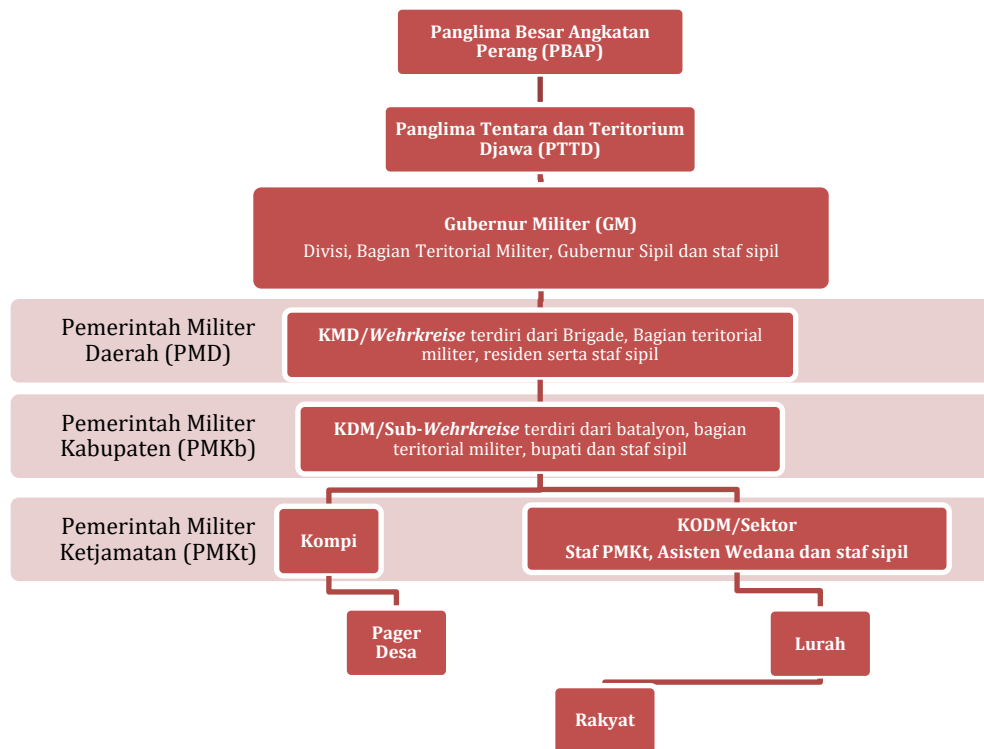 Panglima Besar Angkatan
Perang (PBAP)
Panglima Tentara dan Teritorium
Djawa (PTTD)
Gubernur Militer (GM)
Divisi, Bagian Teritorial Militer, Gubernur Sipil dan staf sipil
Pemerintah Militer
Daerah (PMD)
KMD/Wehrkreise terdiri dari Brigade, Bagian teritorial
militer, residen serta staf sipil
Pemerintah Militer
Kabupaten (PMKb)
KDM/Sub-Wehrkreise terdiri dari batalyon, bagian
teritorial militer, bupati dan staf sipil
Pemerintah Militer
Ketjamatan (PMKt)
Kompi
KODM/Sektor
Staf PMKt, Asisten Wedana dan staf sipil
Pager
Desa
Lurah
Rakyat